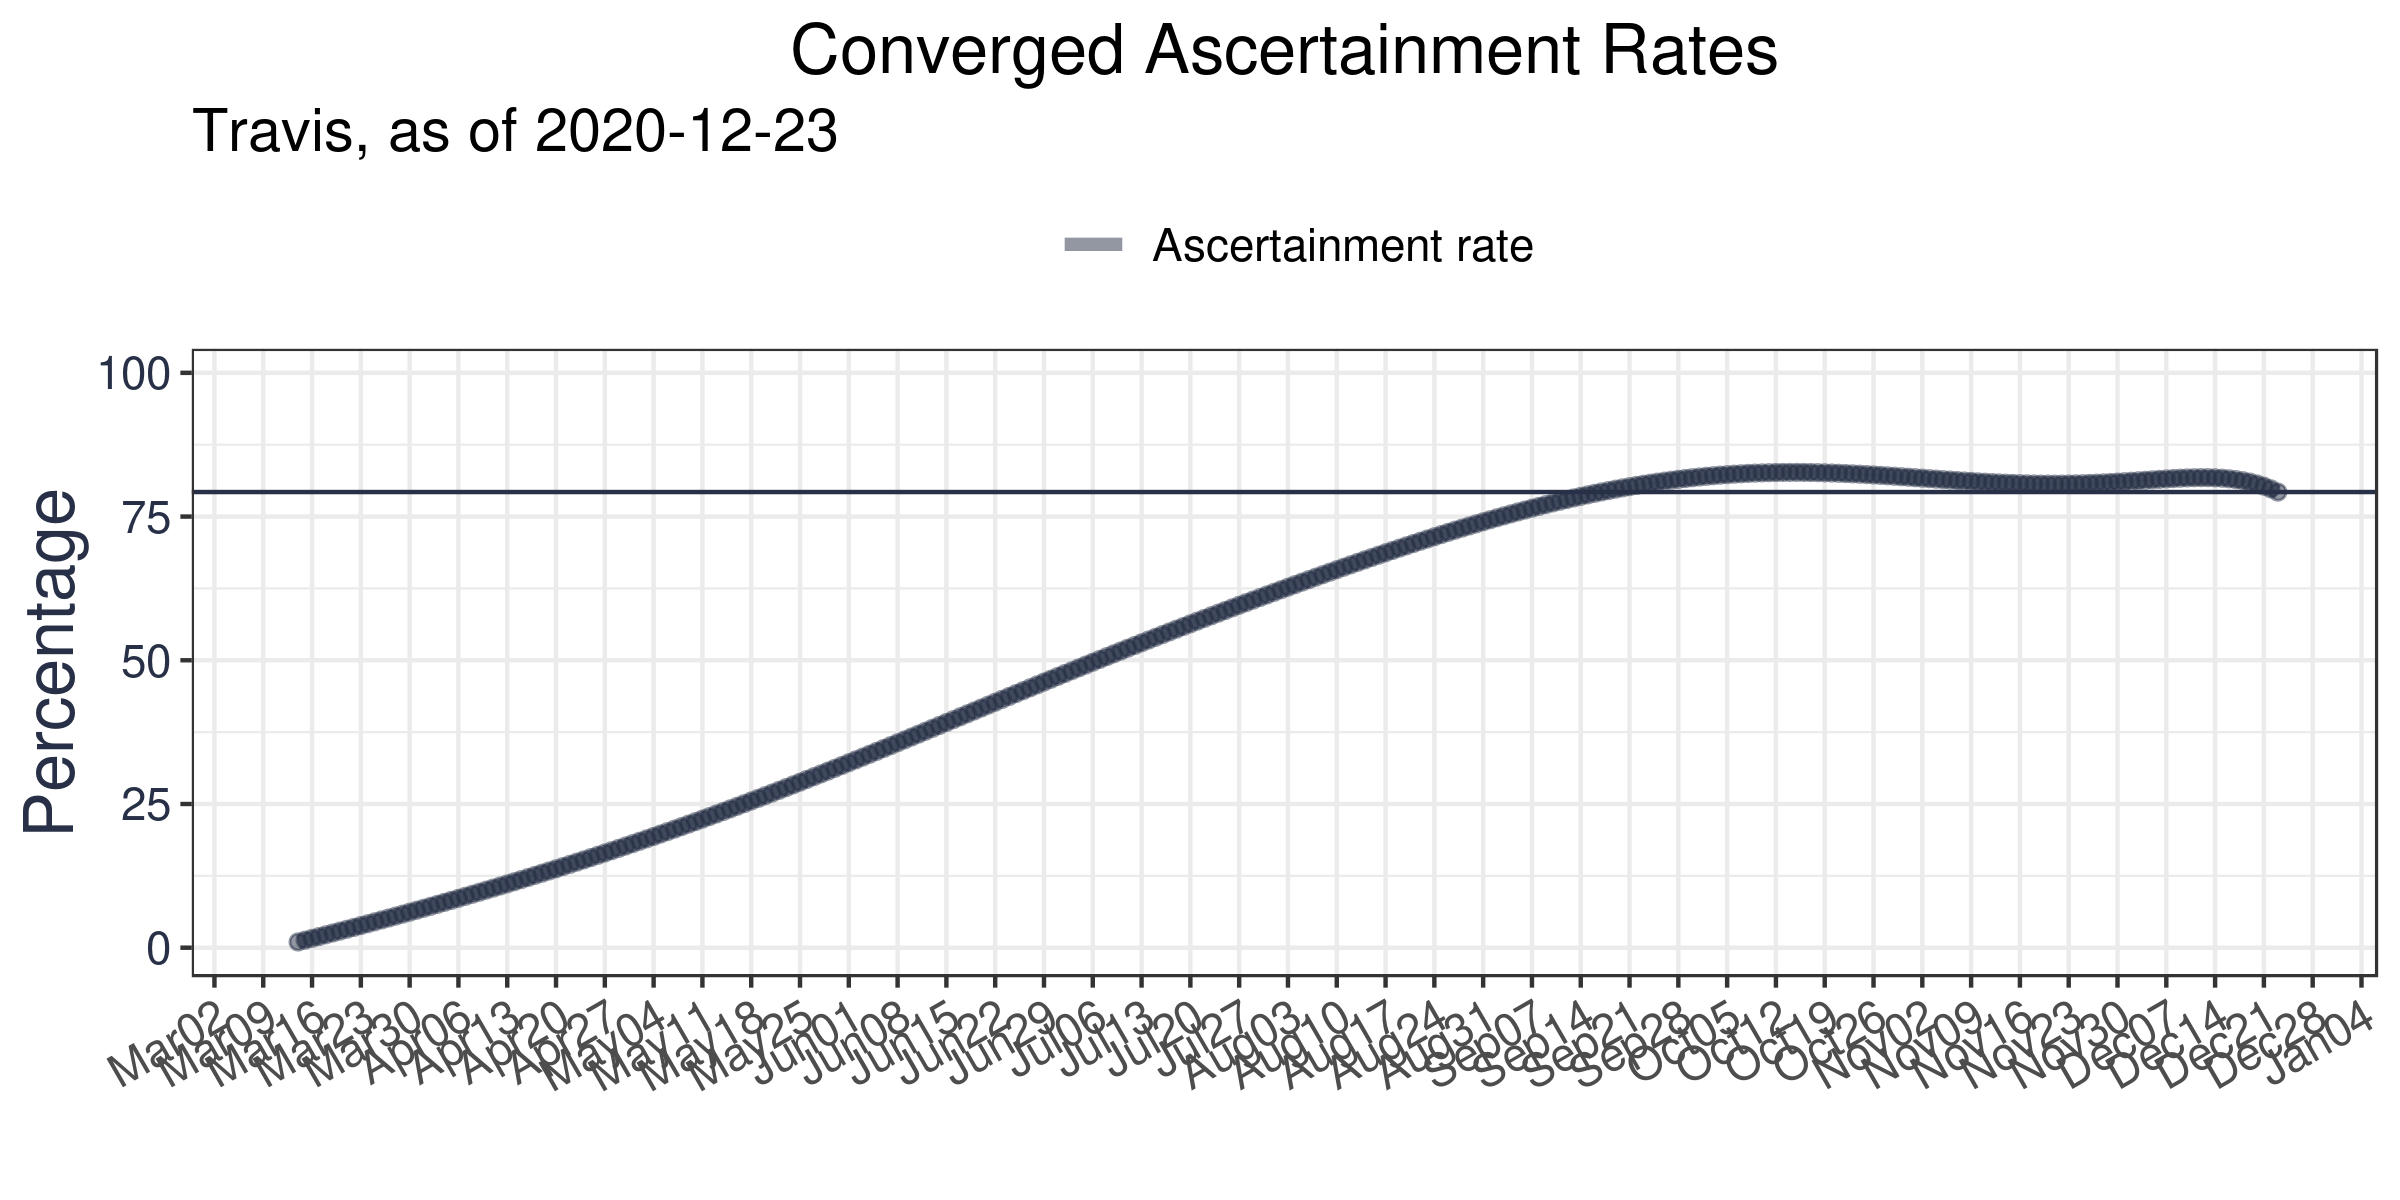 Converged Ascertainment Rates
Travis, as of 2020-12-23
Ascertainment rate
Percentage
100
75
50
25
0
Mar02
Mar09
Mar16
Mar23
Mar30
Apr06
Apr13
Apr20
Apr27
May04
May11
May18
May25
Jun01
Jun08
Jun15
Jun22
Jun29
Jul06
Jul13
Jul20
Jul27
Aug03
Aug10
Aug17
Aug24
Aug31
Sep07
Sep14
Sep21
Sep28
Oct05
Oct12
Oct19
Oct26
Nov02
Nov09
Nov16
Nov23
Nov30
Dec07
Dec14
Dec21
Dec28
Jan04